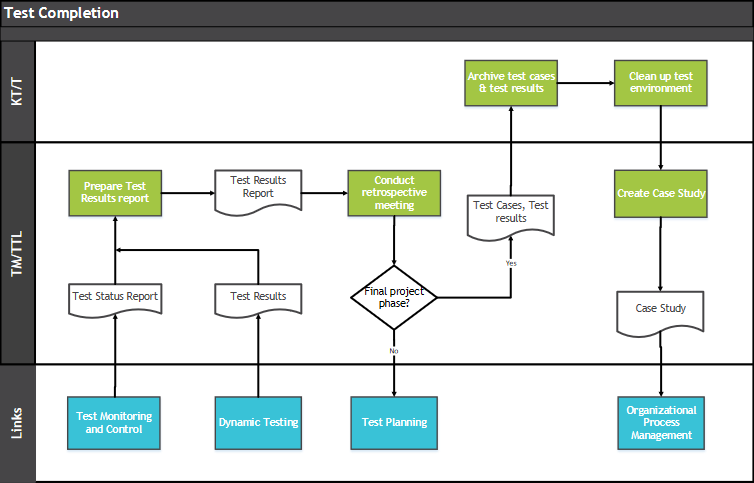 Test Completion
KT/T
Archive test cases
& test results
Clean up test
environment
TM/TTL
Prepare Test
Results report
Test Results
Report
Conduct
retrospective
meeting
Test Cases, Test
results
Create Case Study
Yes
Test Status Report
Test Results
Final project
phase?
Case Study
No
Links
Test Monitoring
and Control
Dynamic Testing
Test Planning
Organizational
Process
Management